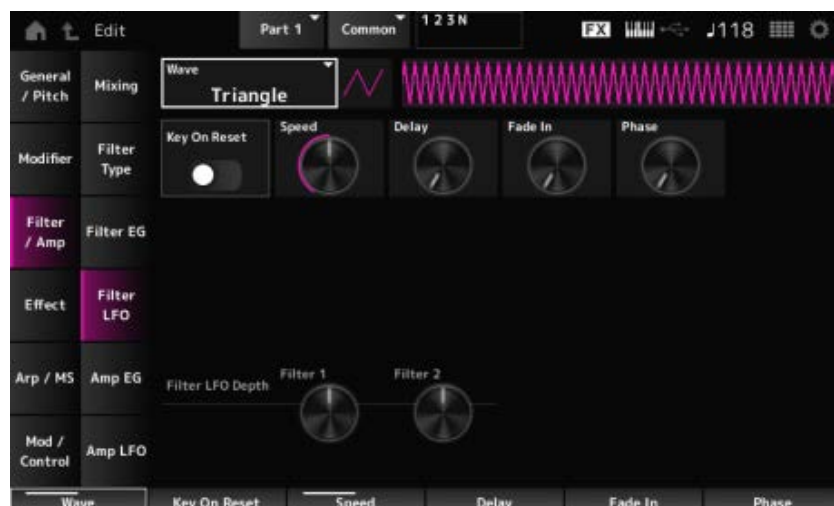 Edit
Part 1
Common
1 2 3 N
FX
♩118
General / Pitch
Mixing
Wave
Triangle
Modifier
Filter Type
Key On Reset
Speed
Delay
Fade In
Phase
Filter / Amp
Filter EG
Effect
Filter LFO
Arp / MS
Amp EG
Filter LFO Depth
Filter 1
Filter 2
Mod / Control
Amp LFO
Wave
Key On Reset
Speed
Delay
Fade In
Phase